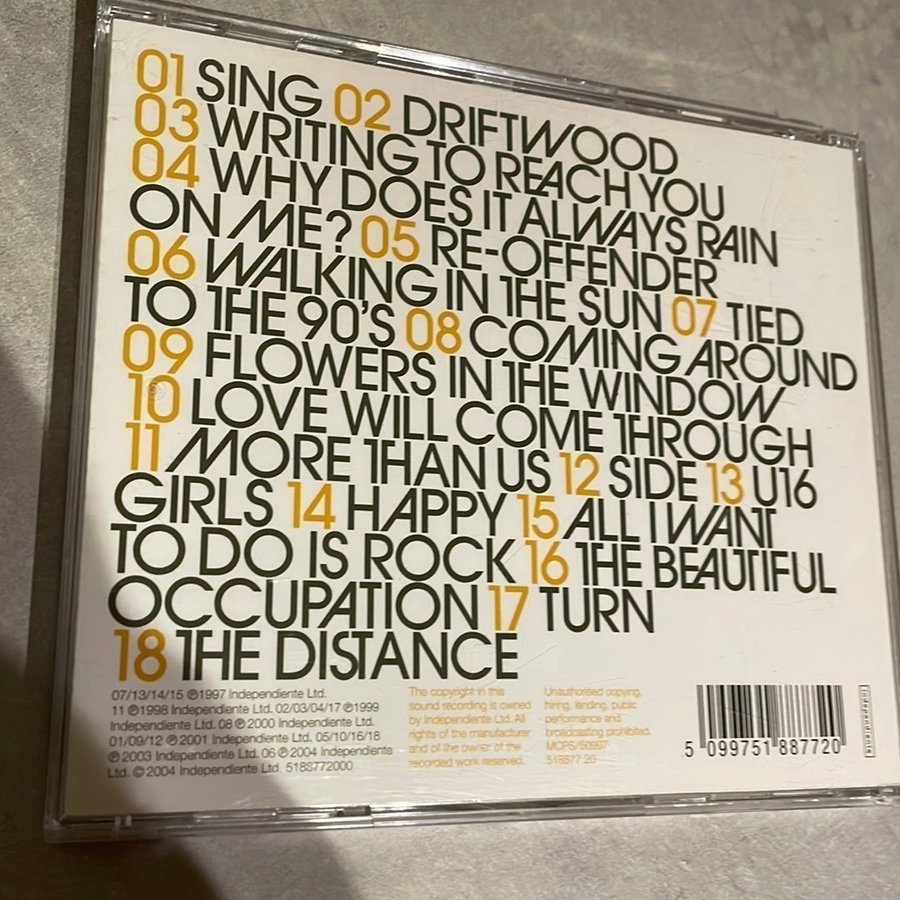 01 SING 02 DRIFTWOOD
03 WRITING TO REACH YOU
04 WHY DOES IT ALWAYS RAIN
ON ME? 05 RE-OFFENDER
06 WALKING IN THE SUN 07 TIED
TO THE 90'S 08 COMING AROUND
09 FLOWERS IN THE WINDOW
10 LOVE WILL COME THROUGH
11 MORE THAN US 12 SIDE 13 U16
GIRLS 14 HAPPY 15 ALL I WANT
TO DO IS ROCK 16 THE BEAUTIFUL
OCCUPATION 17 TURN
18 THE DISTANCE
07/13/14/15 ℗1997 Independiente Ltd.
11 ℗1998 Independiente Ltd. 02/03/04/17 ℗1999
Independiente Ltd. 08 ℗ 2000 Independiente Ltd.
01/09/12 ℗ 2001 Independiente Ltd. 05/10/16/18
℗ 2003 Independiente Ltd. 06 ℗ 2004 Independiente
Ltd. © 2004 Independiente Ltd. 5188772000
The copyright in this
sound recording is owned
by Independiente Ltd. All
rights of the manufacturer
and of the owner of the
recorded work reserved.
Unauthorised copying,
hiring, lending, public
performance and
broadcasting prohibited.
MCPS/50997
518877 20
5 099751 887720
Independiente